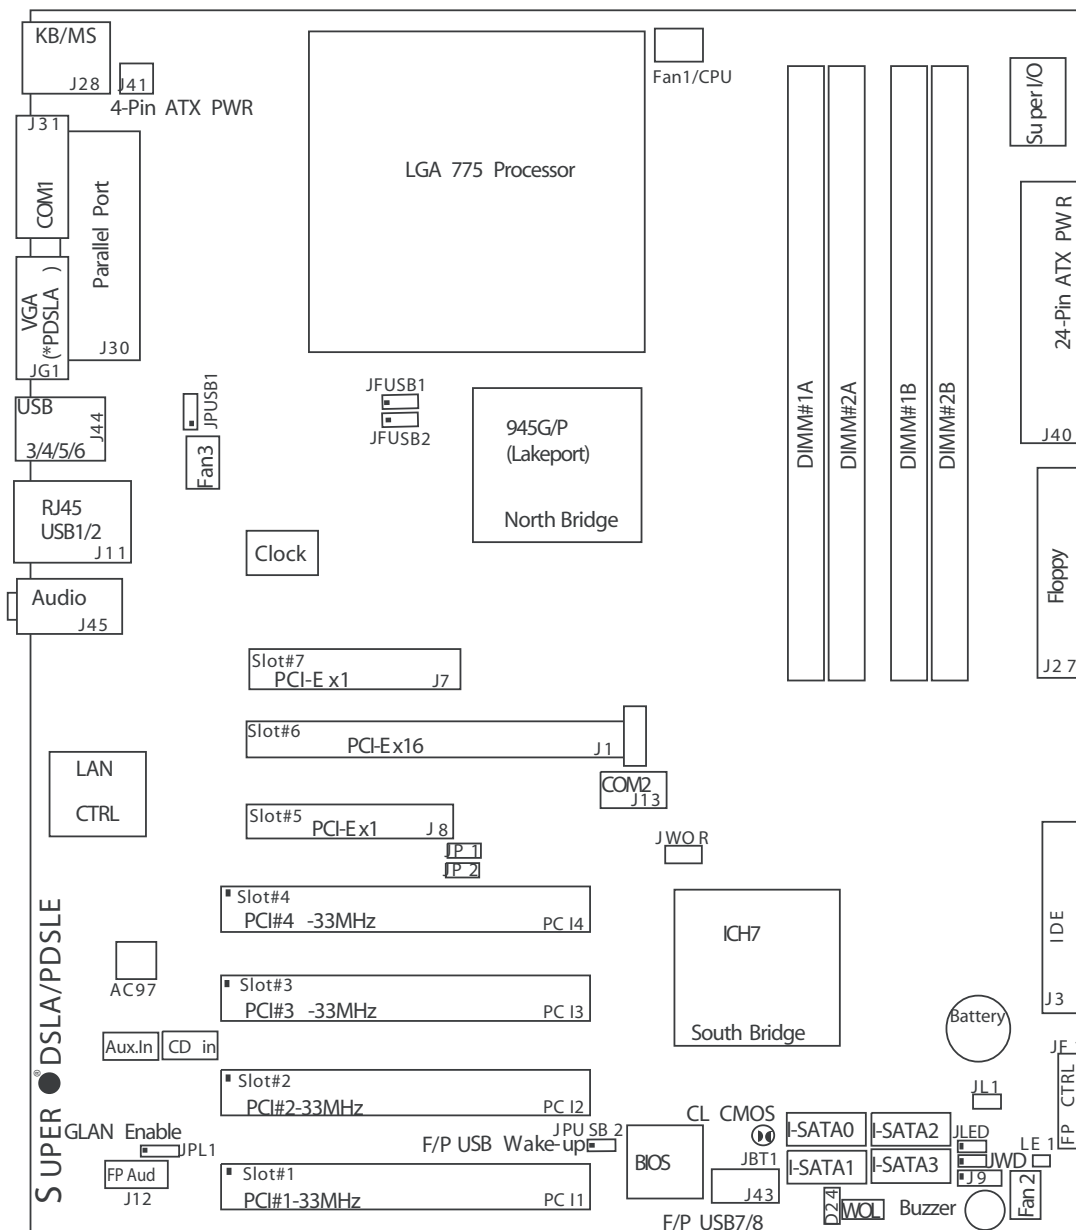 KB/MS
J28
J41
4-Pin ATX PWR
Fan1/CPU
Super I/O
J31
COM1
Parallel Port
J30
LGA 775 Processor
24-Pin ATX PWR
J40
VGA
(*PDSLA )
JG1
USB
3/4/5/6
J44
JPUSB1
Fan3
JFUSB1
JFUSB2
945G/P
(Lakeport)
North Bridge
DIMM#1A
DIMM#2A
DIMM#1B
DIMM#2B
RJ45
USB1/2
J11
Clock
Floppy
J27
Audio
J45
Slot#7
PCI-E x1
J7
Slot#6
PCI-Ex16
J1
COM2
J13
LAN
CTRL
Slot#5
PCI-Ex1
J8
JP1
JP2
JWOR
Slot#4
PCI#4 -33MHz
PCI4
ICH7
South Bridge
IDE
J3
AC97
Slot#3
PCI#3 -33MHz
PCI3
Battery
Aux.In
CD in
JF
FP CTRL
JL1
SUPER ® DSLA/PDSLE
Slot#2
PCI#2-33MHz
PCI2
CL CMOS
JBT1
GLAN Enable
JPL1
F/P USB Wake-up
JPUSB2
BIOS
I-SATA0
I-SATA2
I-SATA1
I-SATA3
JLED
JWD
LE1
FP Aud
J12
Slot#1
PCI#1-33MHz
PCI1
J43
F/P USB7/8
D24
WOL
Buzzer
J9
Fan2